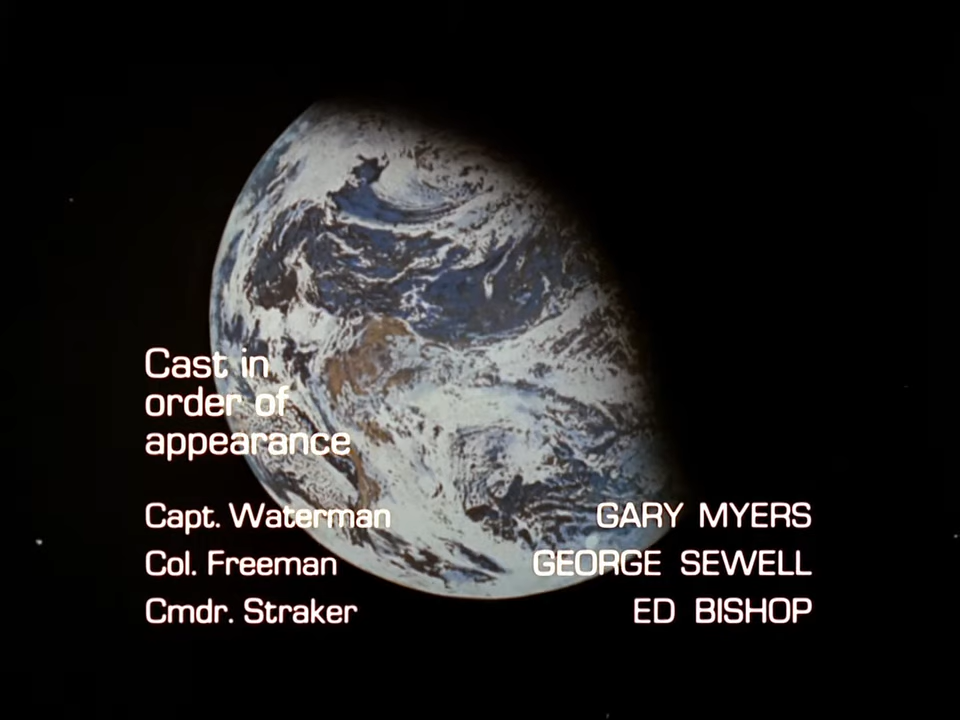 Cast in
order of
appearance
Capt. Waterman GARY MYERS
Col. Freeman GEORGE SEWELL
Cmdr. Straker ED BISHOP